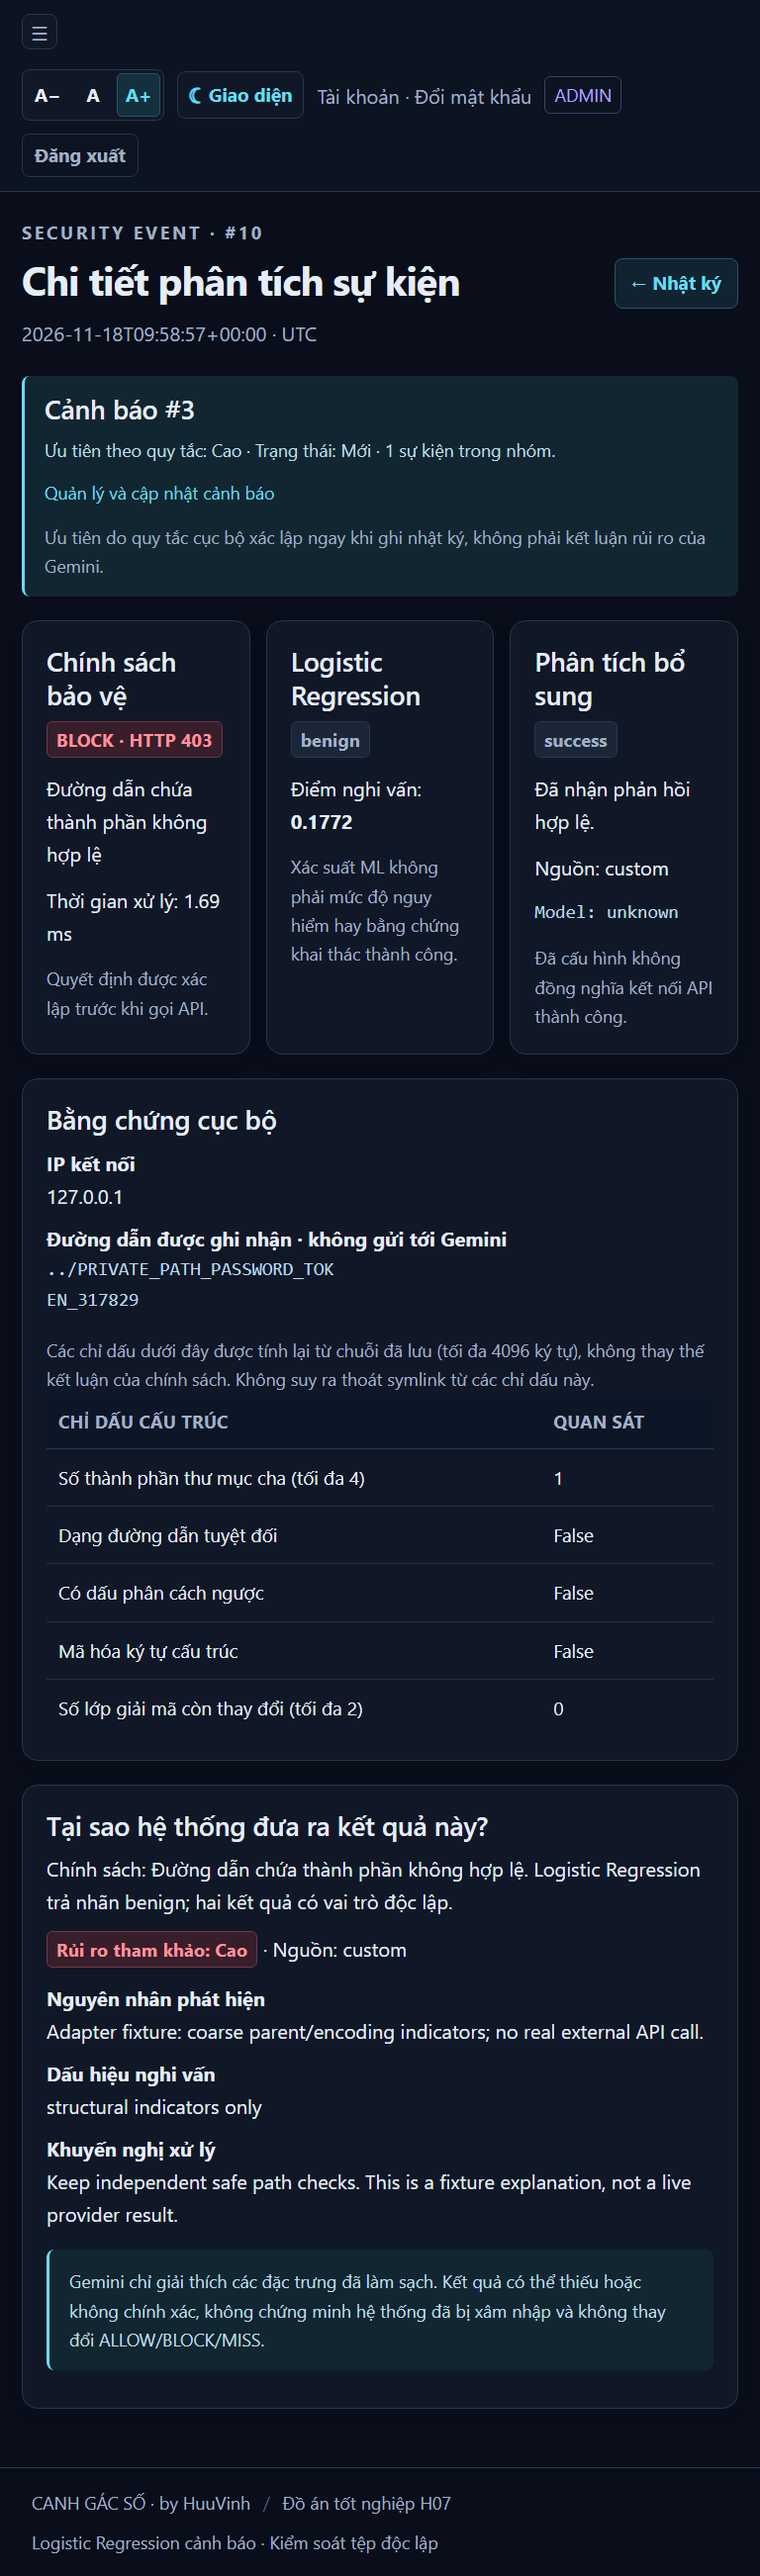 ☰
A− A A+ ☾ Giao diện Tài khoản · Đổi mật khẩu ADMIN
Đăng xuất
SECURITY EVENT · #10
Chi tiết phân tích sự kiện
← Nhật ký
2026-11-18T09:58:57+00:00 · UTC
Cảnh báo #3
Ưu tiên theo quy tắc: Cao · Trạng thái: Mới · 1 sự kiện trong nhóm.
Quản lý và cập nhật cảnh báo
Ưu tiên do quy tắc cục bộ xác lập ngay khi ghi nhật ký, không phải kết luận rủi ro của
Gemini.
Chính sách
bảo vệ
BLOCK · HTTP 403
Đường dẫn chứa
thành phần không
hợp lệ
Thời gian xử lý: 1.69
ms
Quyết định được xác
lập trước khi gọi API.
Logistic
Regression
benign
Điểm nghi vấn:
0.1772
Xác suất ML không
phải mức độ nguy
hiểm hay bằng chứng
khai thác thành công.
Phân tích bổ
sung
success
Đã nhận phản hồi
hợp lệ.
Nguồn: custom
Model: unknown
Đã cấu hình không
đồng nghĩa kết nối API
thành công.
Bằng chứng cục bộ
IP kết nối
127.0.0.1
Đường dẫn được ghi nhận · không gửi tới Gemini
../PRIVATE_PATH_PASSWORD_TOK
EN_317829
Các chỉ dấu dưới đây được tính lại từ chuỗi đã lưu (tối đa 4096 ký tự), không thay thế
kết luận của chính sách. Không suy ra thoát symlink từ các chỉ dấu này.
CHỈ DẤU CẤU TRÚC QUAN SÁT
Số thành phần thư mục cha (tối đa 4) 1
Dạng đường dẫn tuyệt đối False
Có dấu phân cách ngược False
Mã hóa ký tự cấu trúc False
Số lớp giải mã còn thay đổi (tối đa 2) 0
Tại sao hệ thống đưa ra kết quả này?
Chính sách: Đường dẫn chứa thành phần không hợp lệ. Logistic Regression
trả nhãn benign; hai kết quả có vai trò độc lập.
Rủi ro tham khảo: Cao · Nguồn: custom
Nguyên nhân phát hiện
Adapter fixture: coarse parent/encoding indicators; no real external API call.
Dấu hiệu nghi vấn
structural indicators only
Khuyến nghị xử lý
Keep independent safe path checks. This is a fixture explanation, not a live
provider result.
Gemini chỉ giải thích các đặc trưng đã làm sạch. Kết quả có thể thiếu hoặc
không chính xác, không chứng minh hệ thống đã bị xâm nhập và không thay
đổi ALLOW/BLOCK/MISS.
CANH GÁC SỐ · by HuuVinh / Đồ án tốt nghiệp H07
Logistic Regression cảnh báo · Kiểm soát tệp độc lập